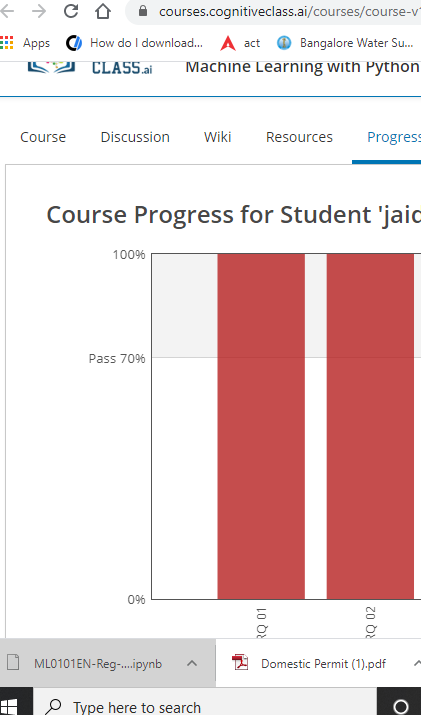 courses.cognitiveclass.ai/courses/course-v1
Apps
How do I download...
act
Bangalore Water Su...
CLASS.ai
Machine Learning with Python
Course
Discussion
Wiki
Resources
Progress
Course Progress for Student 'jaid
100%
Pass 70%
0%
RQ 01
RQ 02
ML0101EN-Reg-....ipynb
Domestic Permit (1).pdf
Type here to search